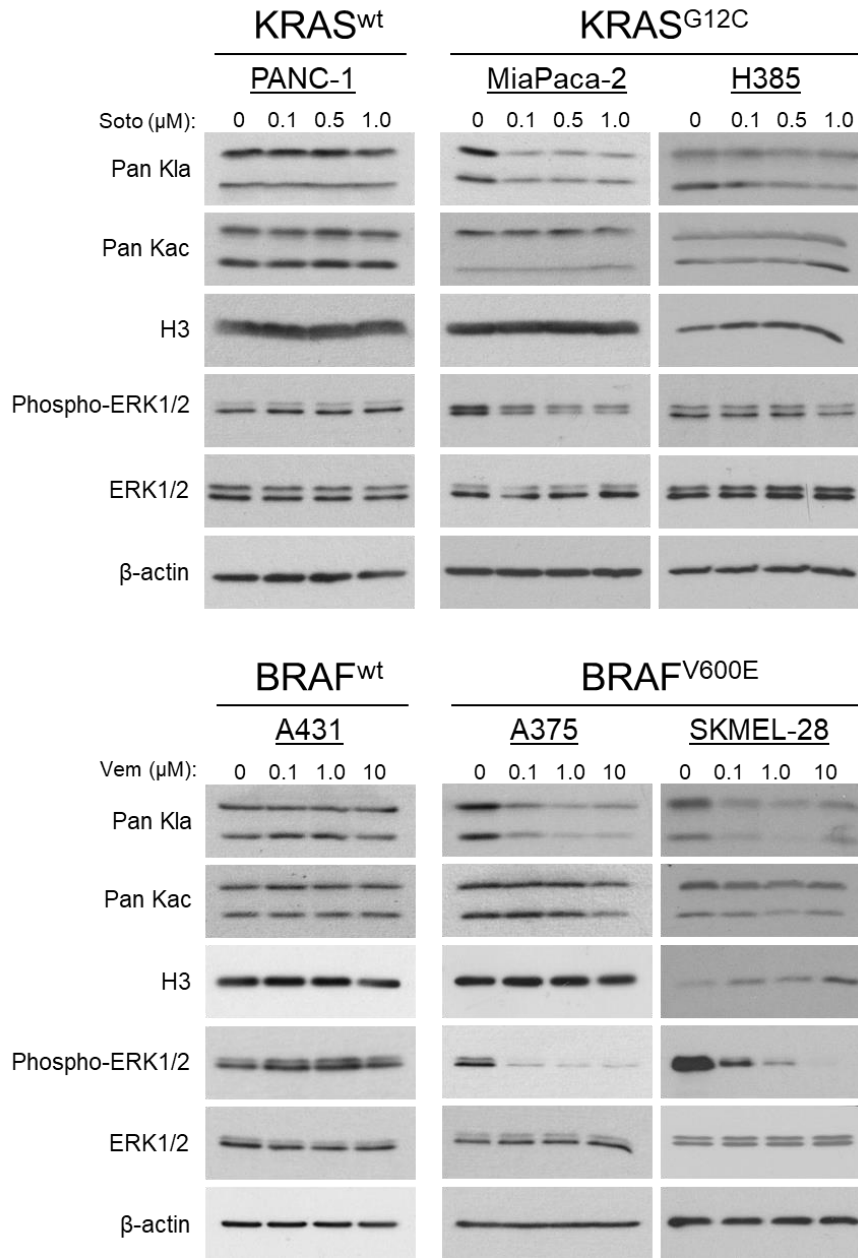 KRASwt KRASG12C
PANC-1 MiaPaca-2 H385
Soto (µM): 0 0.1 0.5 1.0 0 0.1 0.5 1.0 0 0.1 0.5 1.0
Pan Kla
Pan Kac
H3
Phospho-ERK1/2
ERK1/2
β-actin
BRAFwt BRAFV600E
A431 A375 SKMEL-28
Vem (µM): 0 0.1 1.0 10 0 0.1 1.0 10 0 0.1 1.0 10
Pan Kla
Pan Kac
H3
Phospho-ERK1/2
ERK1/2
β-actin